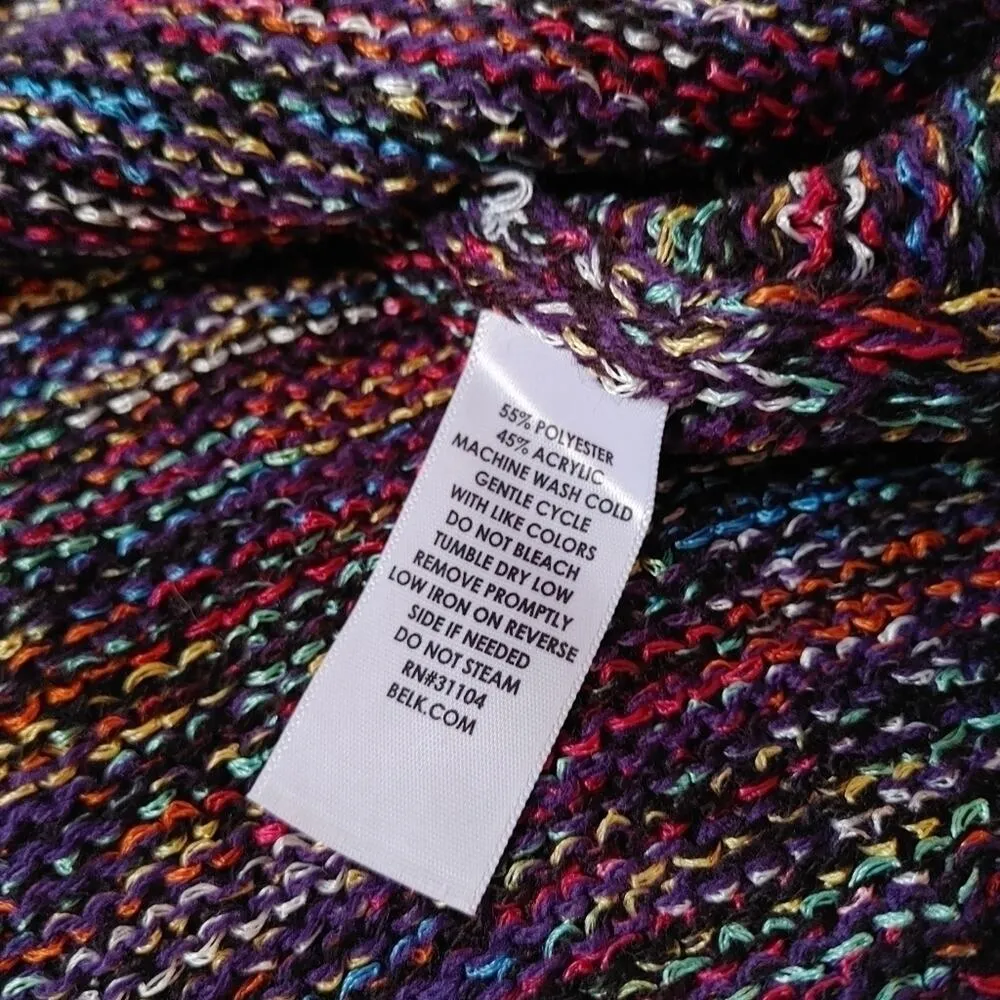 55% POLYESTER
45% ACRYLIC
MACHINE WASH COLD
GENTLE CYCLE
WITH LIKE COLORS
DO NOT BLEACH
TUMBLE DRY LOW
REMOVE PROMPTLY
LOW IRON ON REVERSE
SIDE IF NEEDED
DO NOT STEAM
RN#31104
BELK.COM